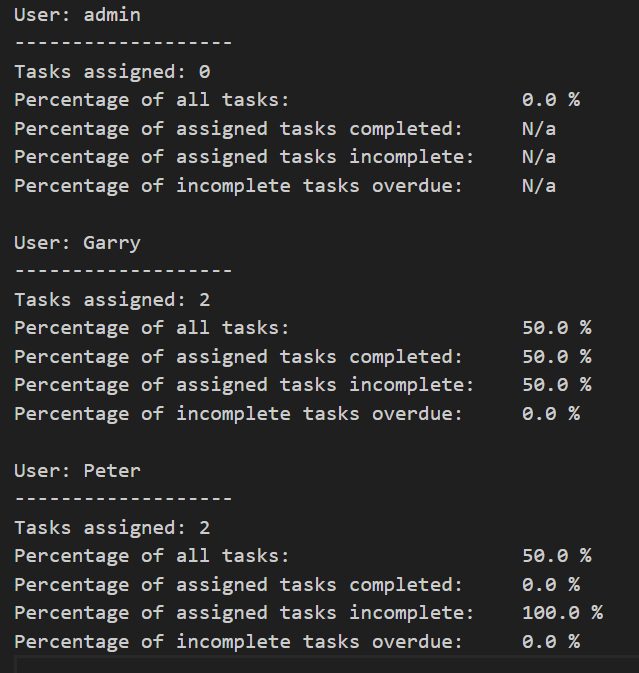 User: admin
-------------------
Tasks assigned: 0
Percentage of all tasks: 0.0 %
Percentage of assigned tasks completed: N/a
Percentage of assigned tasks incomplete: N/a
Percentage of incomplete tasks overdue: N/a
User: Garry
-------------------
Tasks assigned: 2
Percentage of all tasks: 50.0 %
Percentage of assigned tasks completed: 50.0 %
Percentage of assigned tasks incomplete: 50.0 %
Percentage of incomplete tasks overdue: 0.0 %
User: Peter
-------------------
Tasks assigned: 2
Percentage of all tasks: 50.0 %
Percentage of assigned tasks completed: 0.0 %
Percentage of assigned tasks incomplete: 100.0 %
Percentage of incomplete tasks overdue: 0.0 %